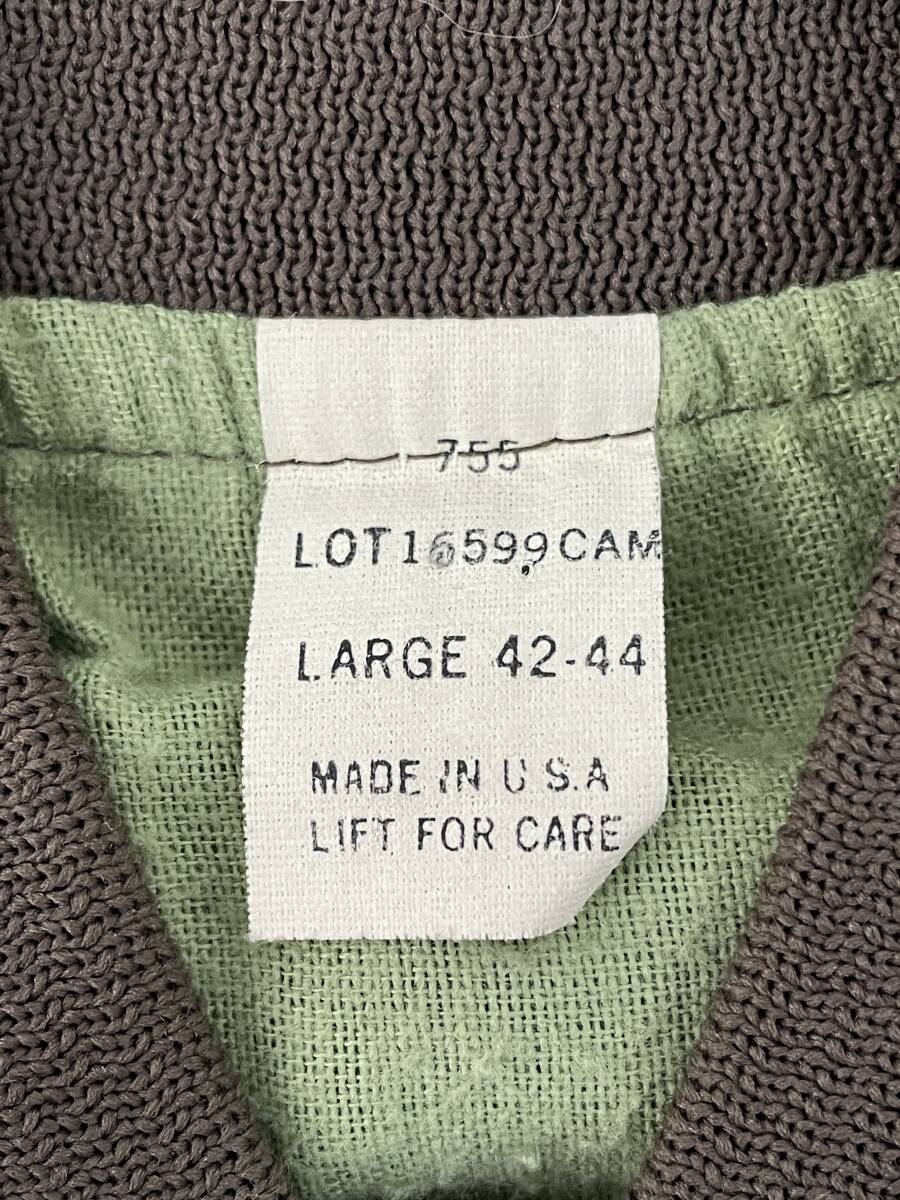 755
LOT16599CAM
LARGE 42-44
MADE IN U.S.A
LIFT FOR CARE